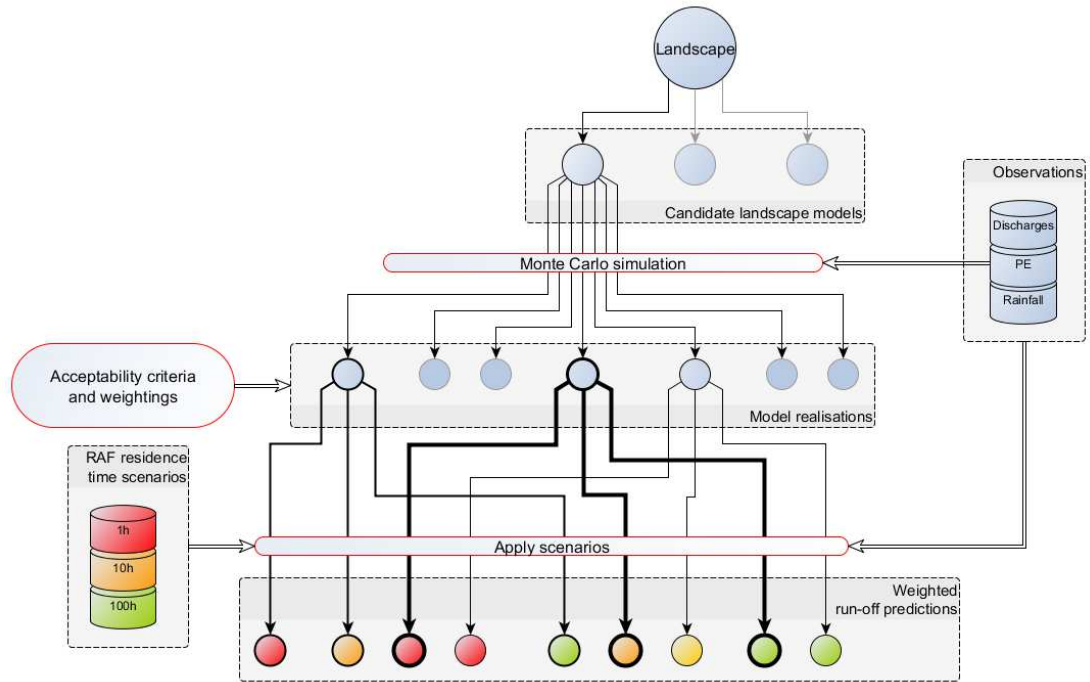 Landscape
Candidate landscape models
Observations
Discharges
PE
Rainfall
Monte Carlo simulation
Acceptability criteria
and weightings
Model realisations
RAF residence
time scenarios
1h
10h
100h
Apply scenarios
Weighted
run-off predictions